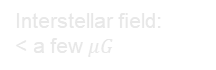 Interstellar field:
< a few μG